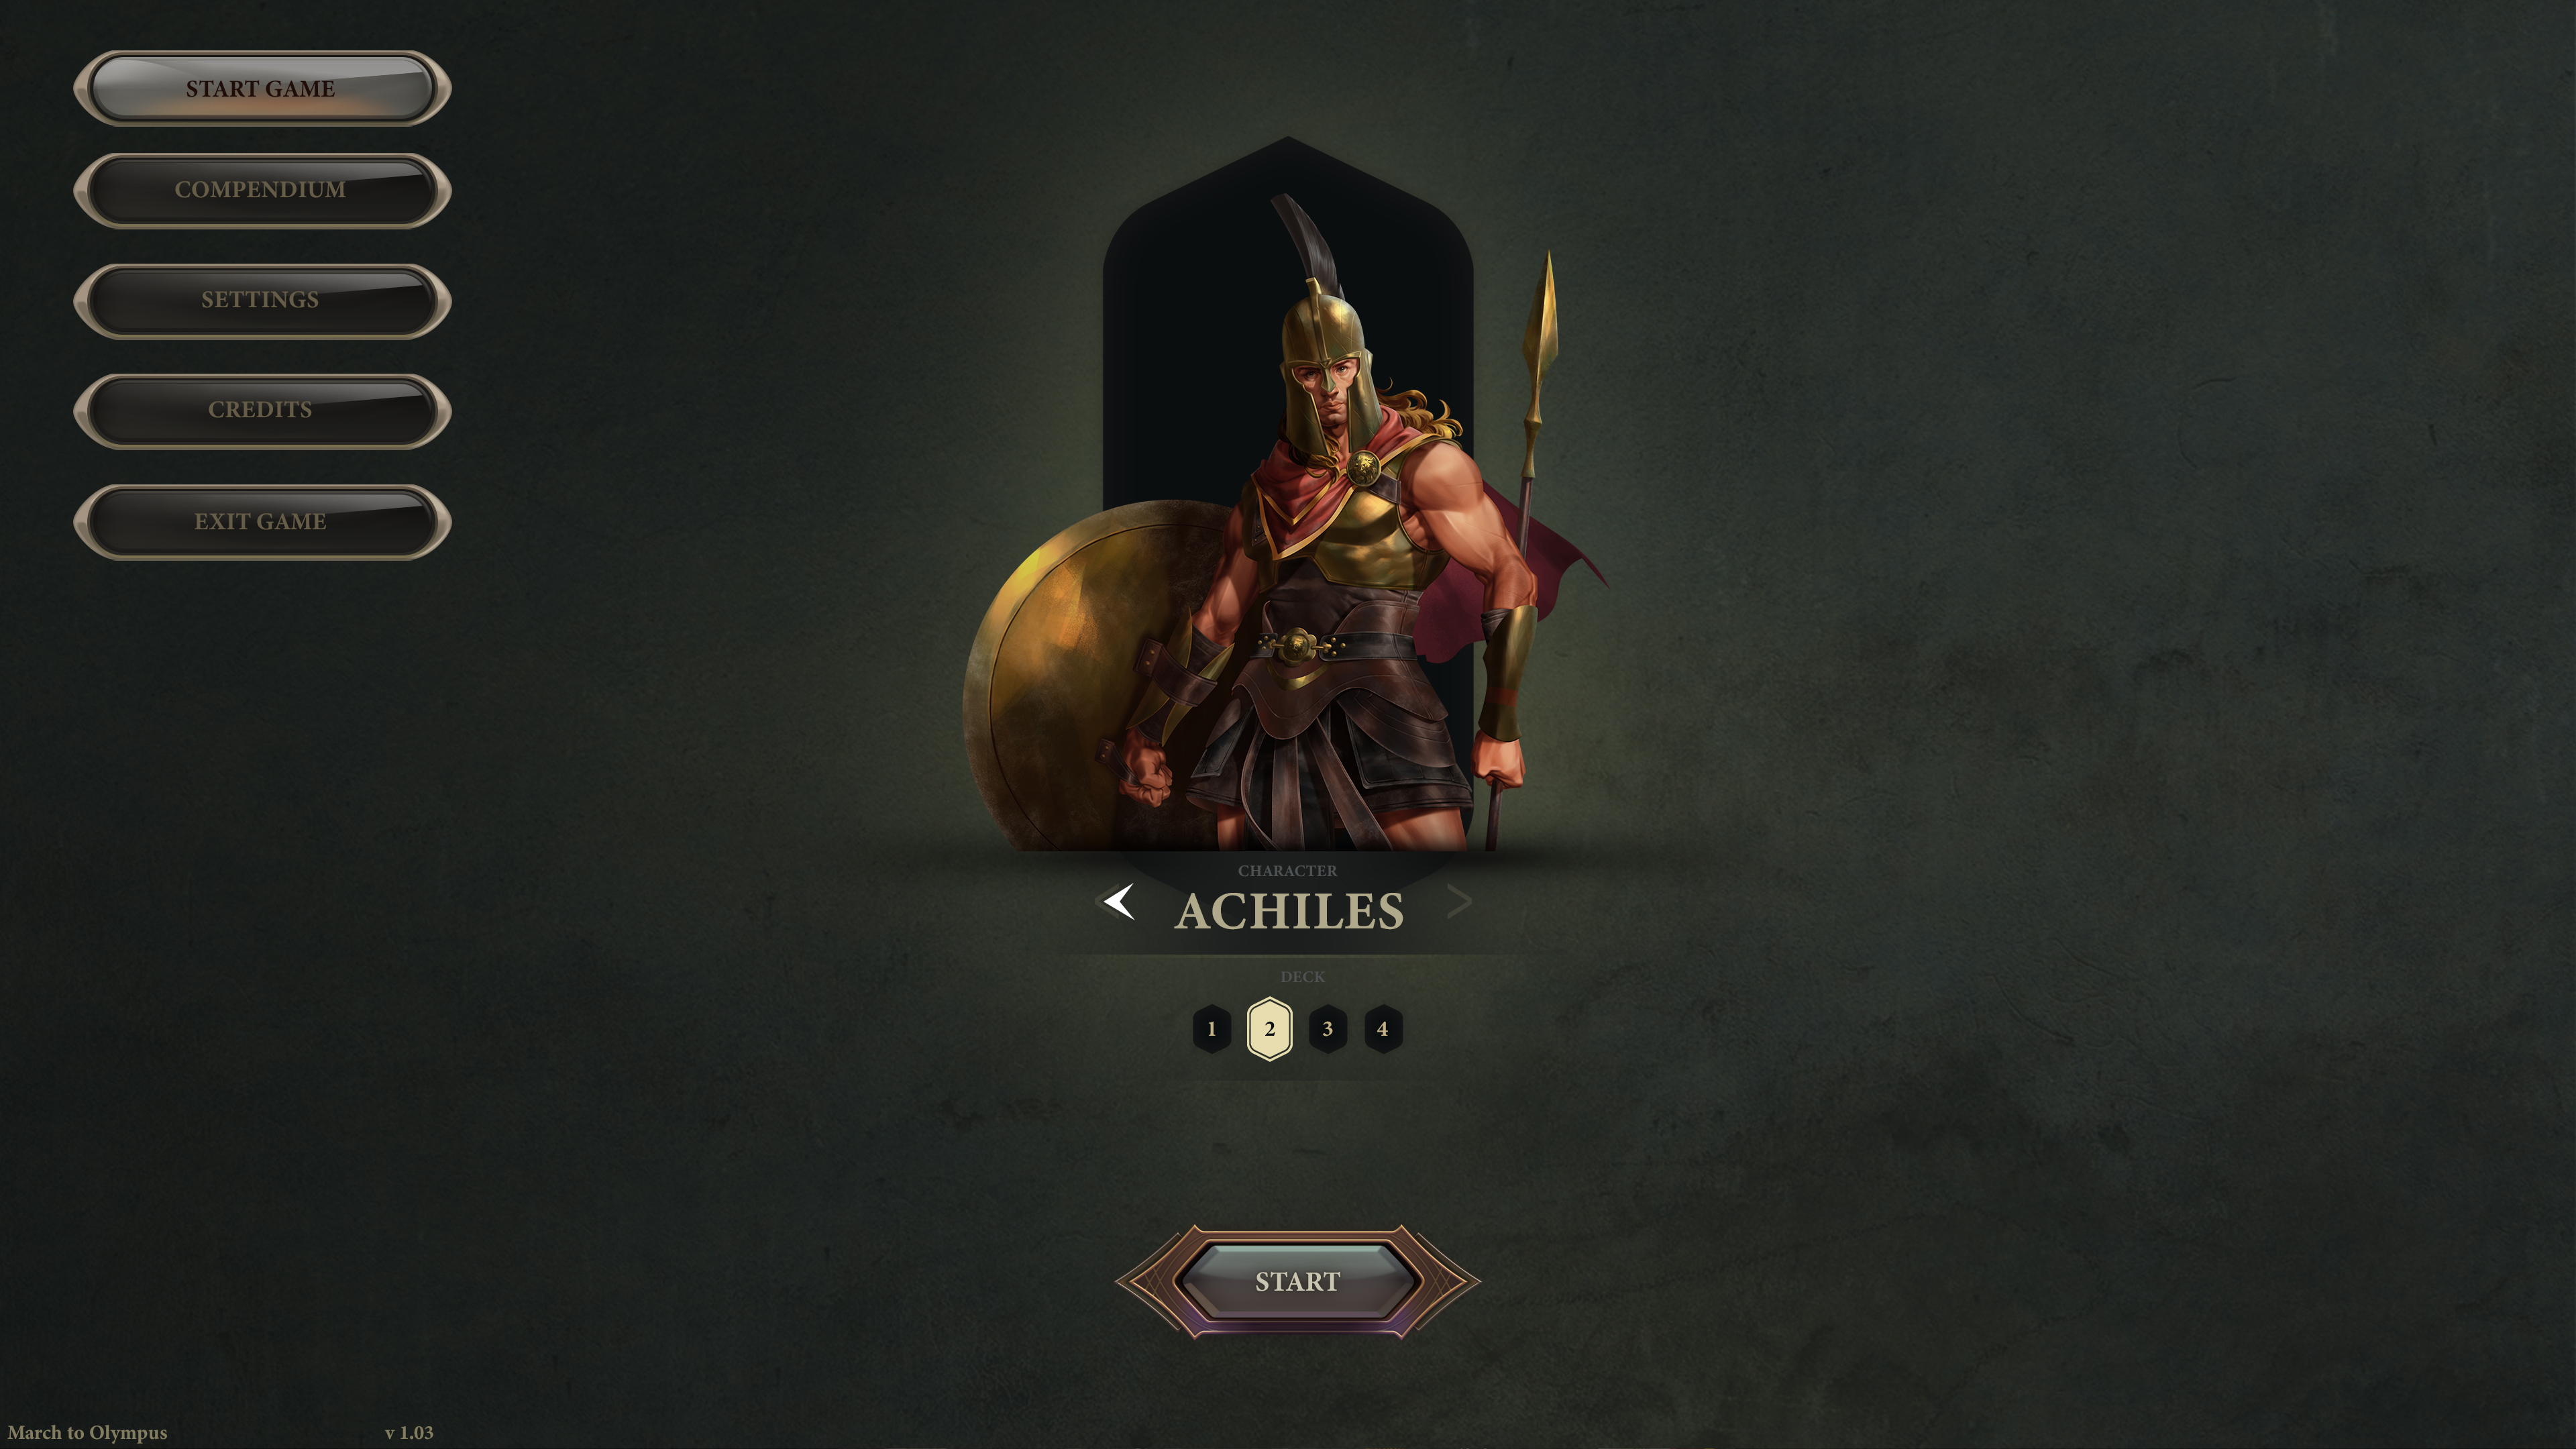 START GAME
COMPENDIUM
SETTINGS
CREDITS
EXIT GAME
CHARACTER
ACHILES
DECK
1 2 3 4
START
March to Olympus v 1.03